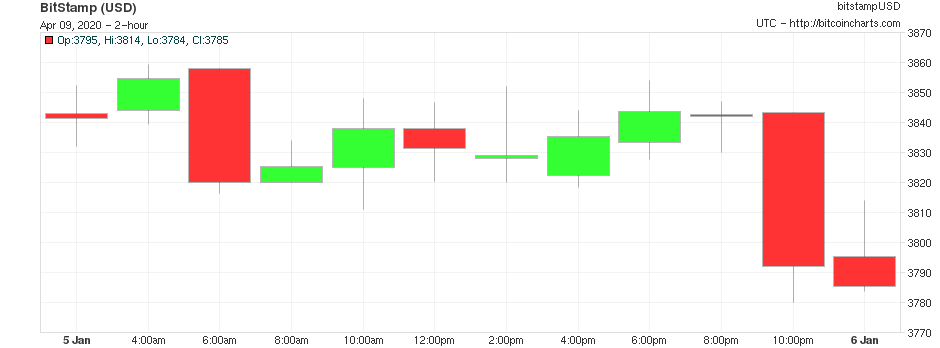 BitStamp (USD)
bitstampUSD
Apr 09, 2020 - 2-hour
UTC - http://bitcoincharts.com
Op:3795, Hi:3814, Lo:3784, Cl:3785
3870
3860
3850
3840
3830
3820
3810
3800
3790
3780
3770
5 Jan 4:00am 6:00am 8:00am 10:00am 12:00pm 2:00pm 4:00pm 6:00pm 8:00pm 10:00pm 6 Jan